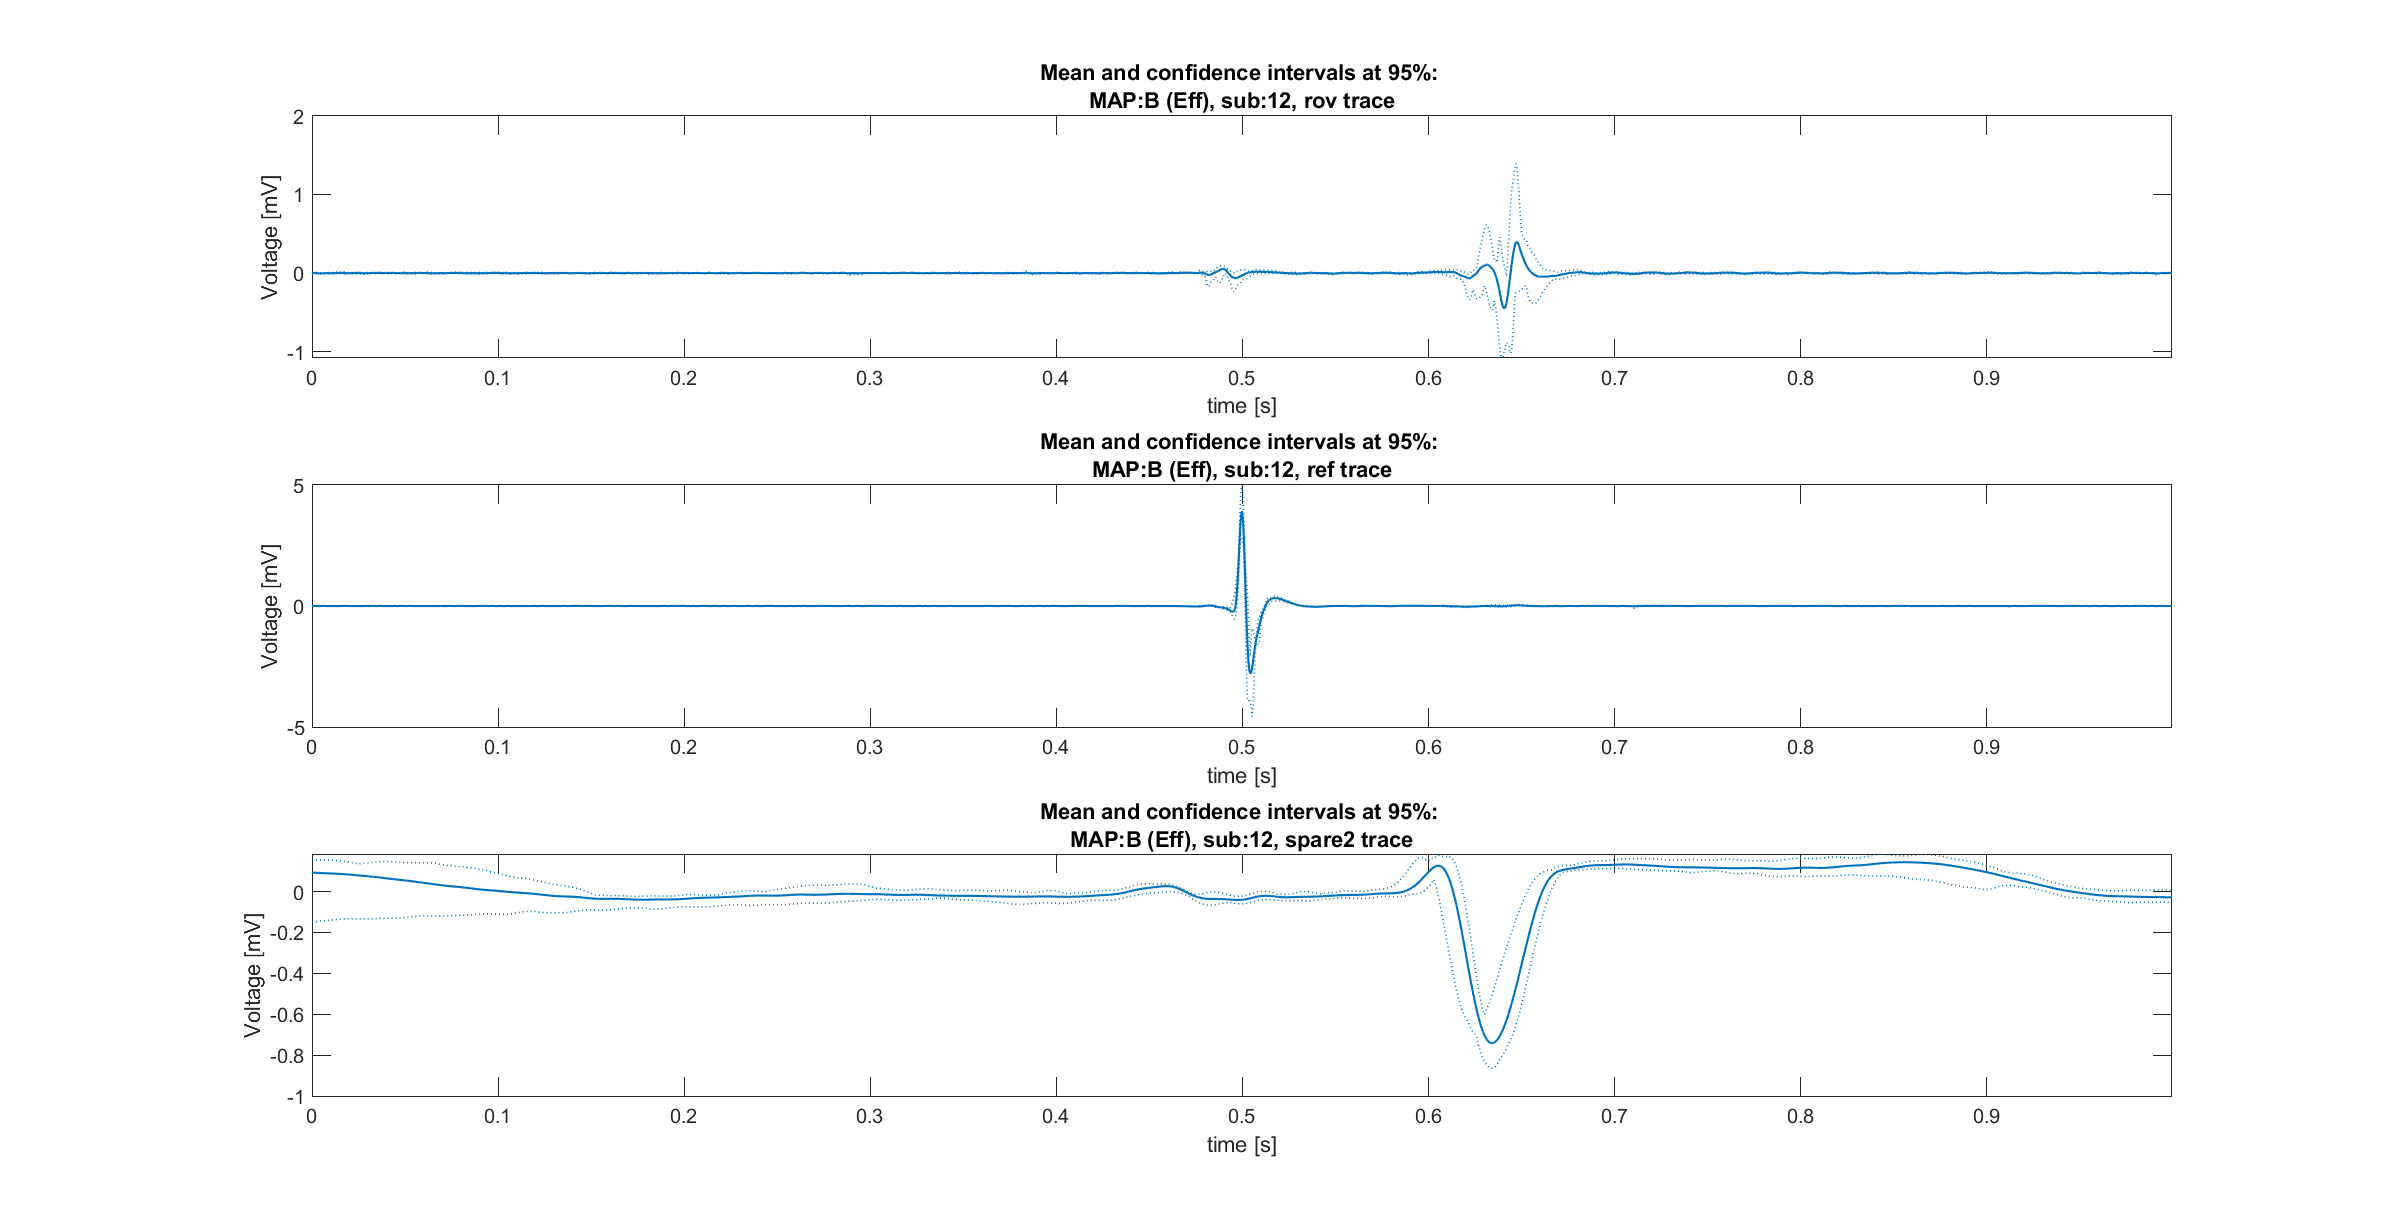 Mean and confidence intervals at 95%:
MAP:B (Eff), sub:12, rov trace
2
1
0
-1
Voltage [mV]
0 0.1 0.2 0.3 0.4 0.5 0.6 0.7 0.8 0.9
time [s]
Mean and confidence intervals at 95%:
MAP:B (Eff), sub:12, ref trace
5
0
-5
Voltage [mV]
0 0.1 0.2 0.3 0.4 0.5 0.6 0.7 0.8 0.9
time [s]
Mean and confidence intervals at 95%:
MAP:B (Eff), sub:12, spare2 trace
0
-0.2
-0.4
-0.6
-0.8
-1
Voltage [mV]
0 0.1 0.2 0.3 0.4 0.5 0.6 0.7 0.8 0.9
time [s]